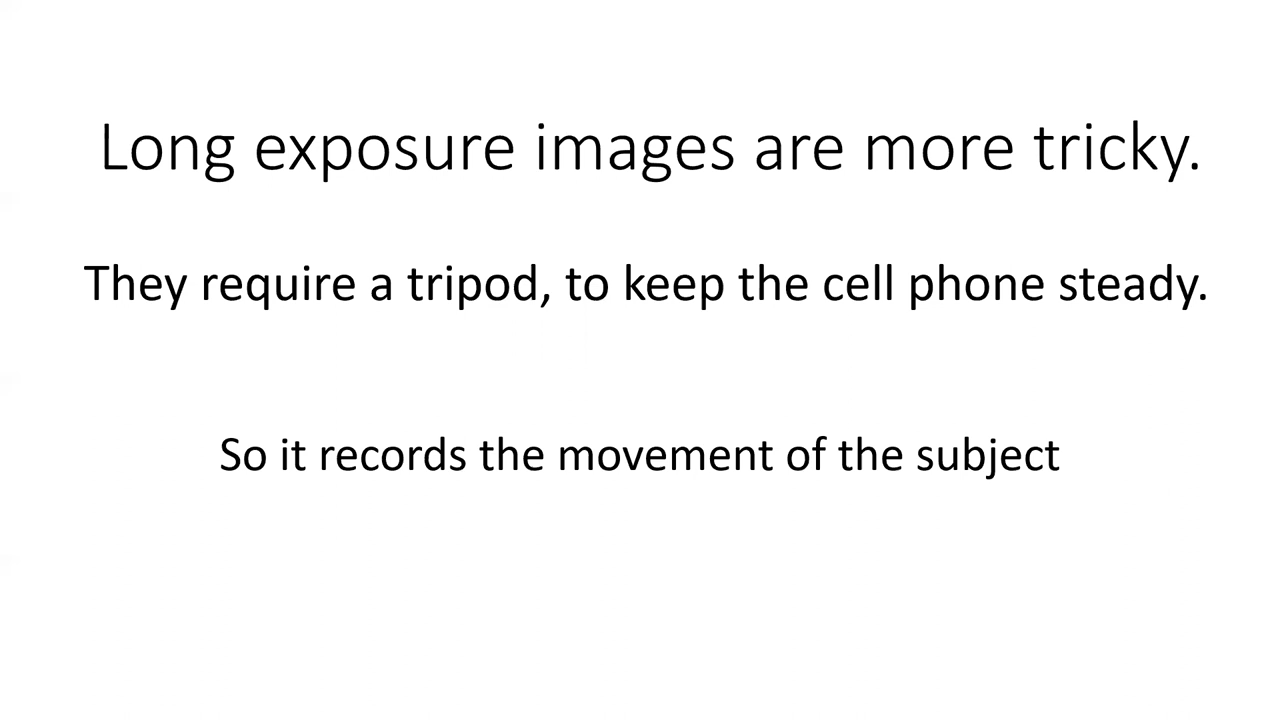 Long exposure images are more tricky.
They require a tripod, to keep the cell phone steady.
So it records the movement of the subject